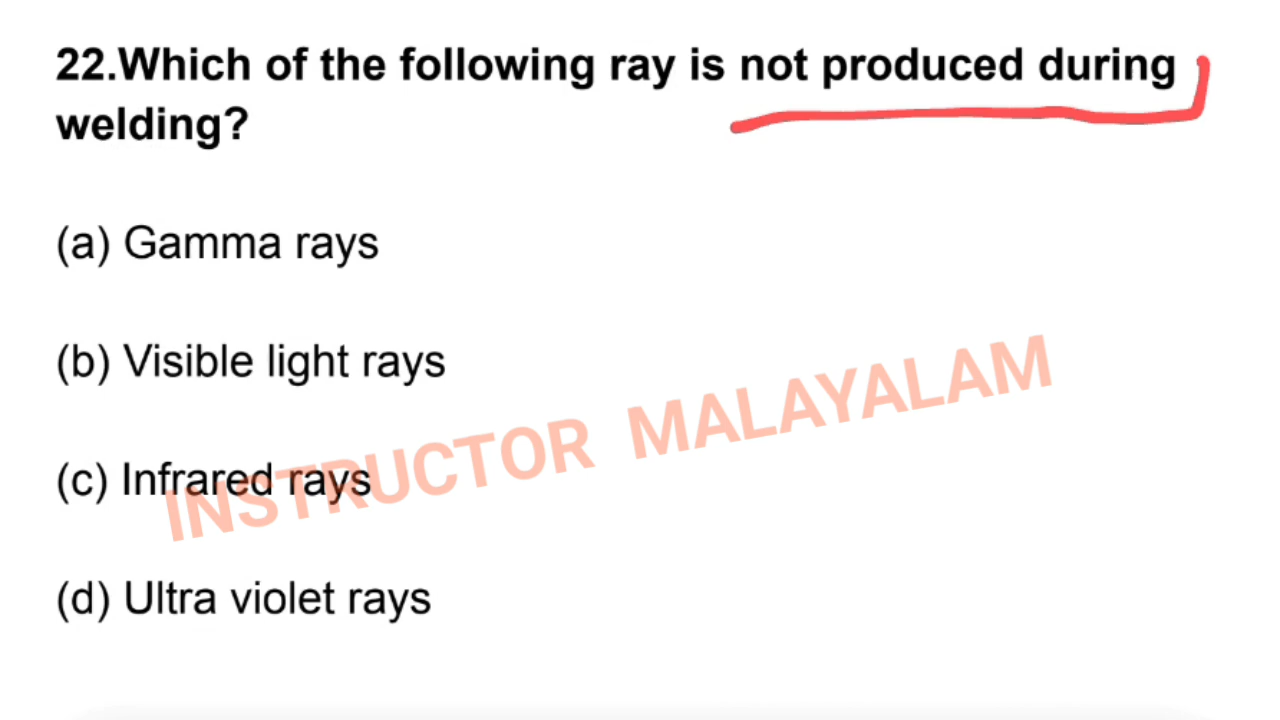 22.Which of the following ray is not produced during
welding?
(a) Gamma rays
(b) Visible light rays
(c) Infrared rays
INSTRUCTOR MALAYALAM
(d) Ultra violet rays